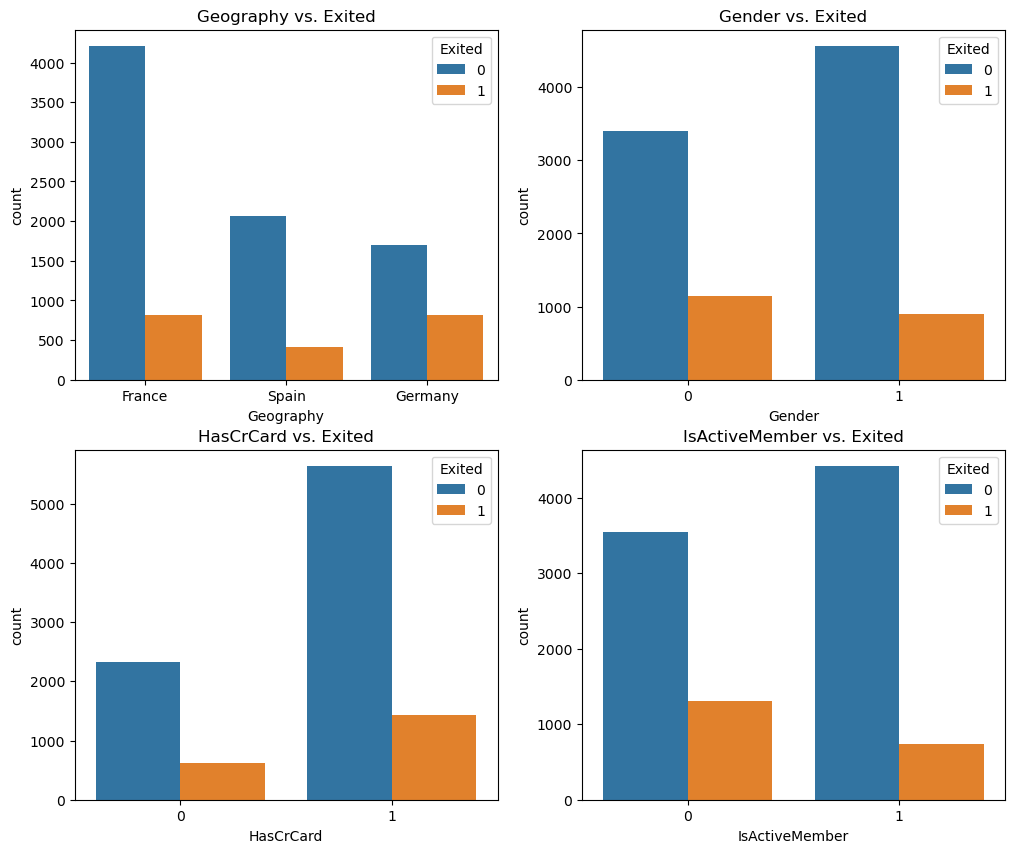 Geography vs. Exited
Exited
0
1
4000
3500
3000
2500
2000
1500
1000
500
0
count
France Spain Germany
Geography
Gender vs. Exited
Exited
0
1
4000
3000
2000
1000
0
count
0 1
Gender
HasCrCard vs. Exited
Exited
0
1
5000
4000
3000
2000
1000
0
count
0 1
HasCrCard
IsActiveMember vs. Exited
Exited
0
1
4000
3000
2000
1000
0
count
0 1
IsActiveMember